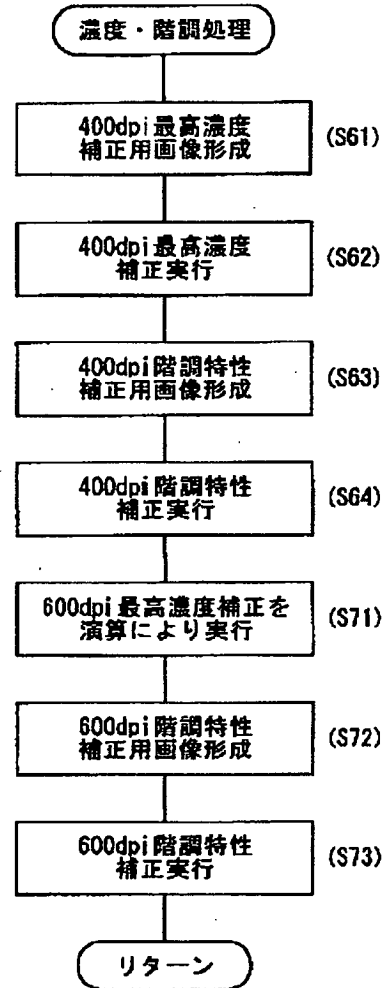 濃度・階調処理
400dpi最高濃度
補正用画像形成
(S61)
400dpi最高濃度
補正実行
(S62)
400dpi階調特性
補正用画像形成
(S63)
400dpi階調特性
補正実行
(S64)
600dpi最高濃度補正を
演算により実行
(S71)
600dpi階調特性
補正用画像形成
(S72)
600dpi階調特性
補正実行
(S73)
リターン